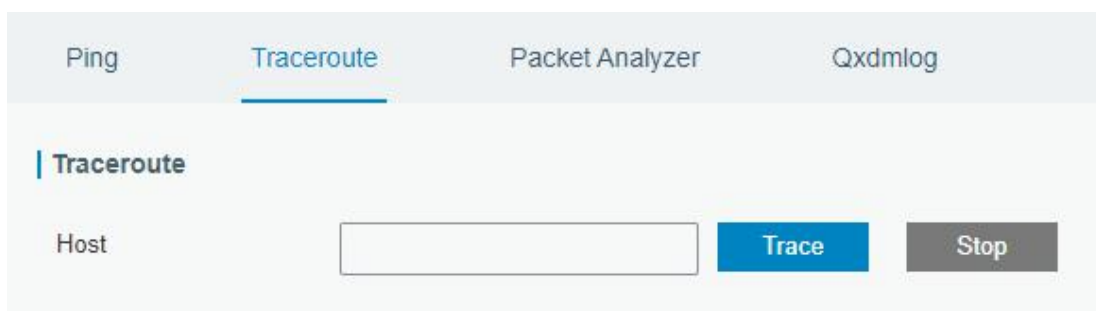 Ping Traceroute Packet Analyzer Qxdmlog
Traceroute
Host Trace Stop